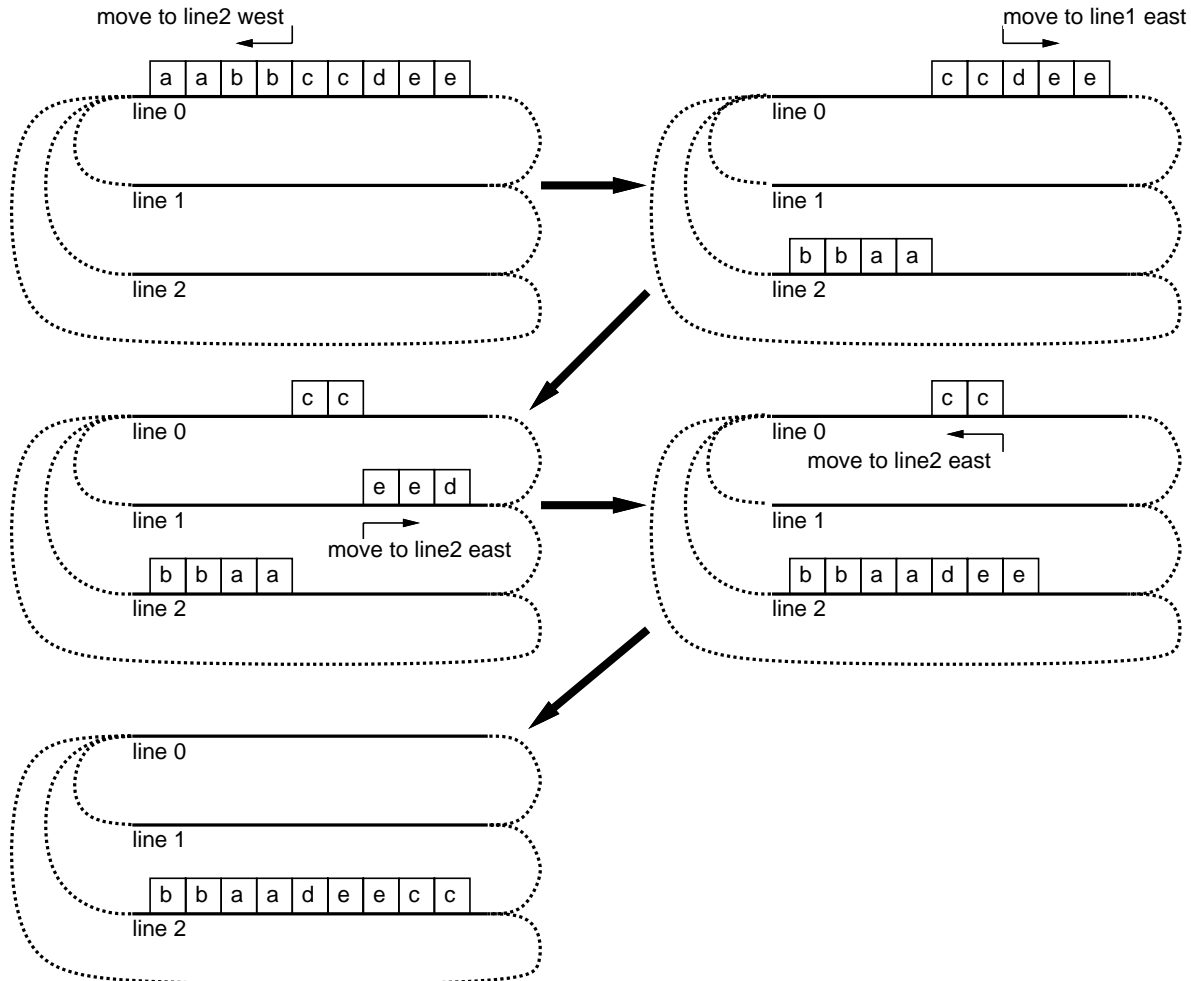 move to line2 west
a a b b c c d e e
line 0
line 1
line 2
move to line1 east
c c d e e
line 0
line 1
b b a a
line 2
c c
line 0
e e d
line 1
move to line2 east
b b a a
line 2
c c
line 0
move to line2 east
line 1
b b a a d e e
line 2
line 0
line 1
b b a a d e e c c
line 2